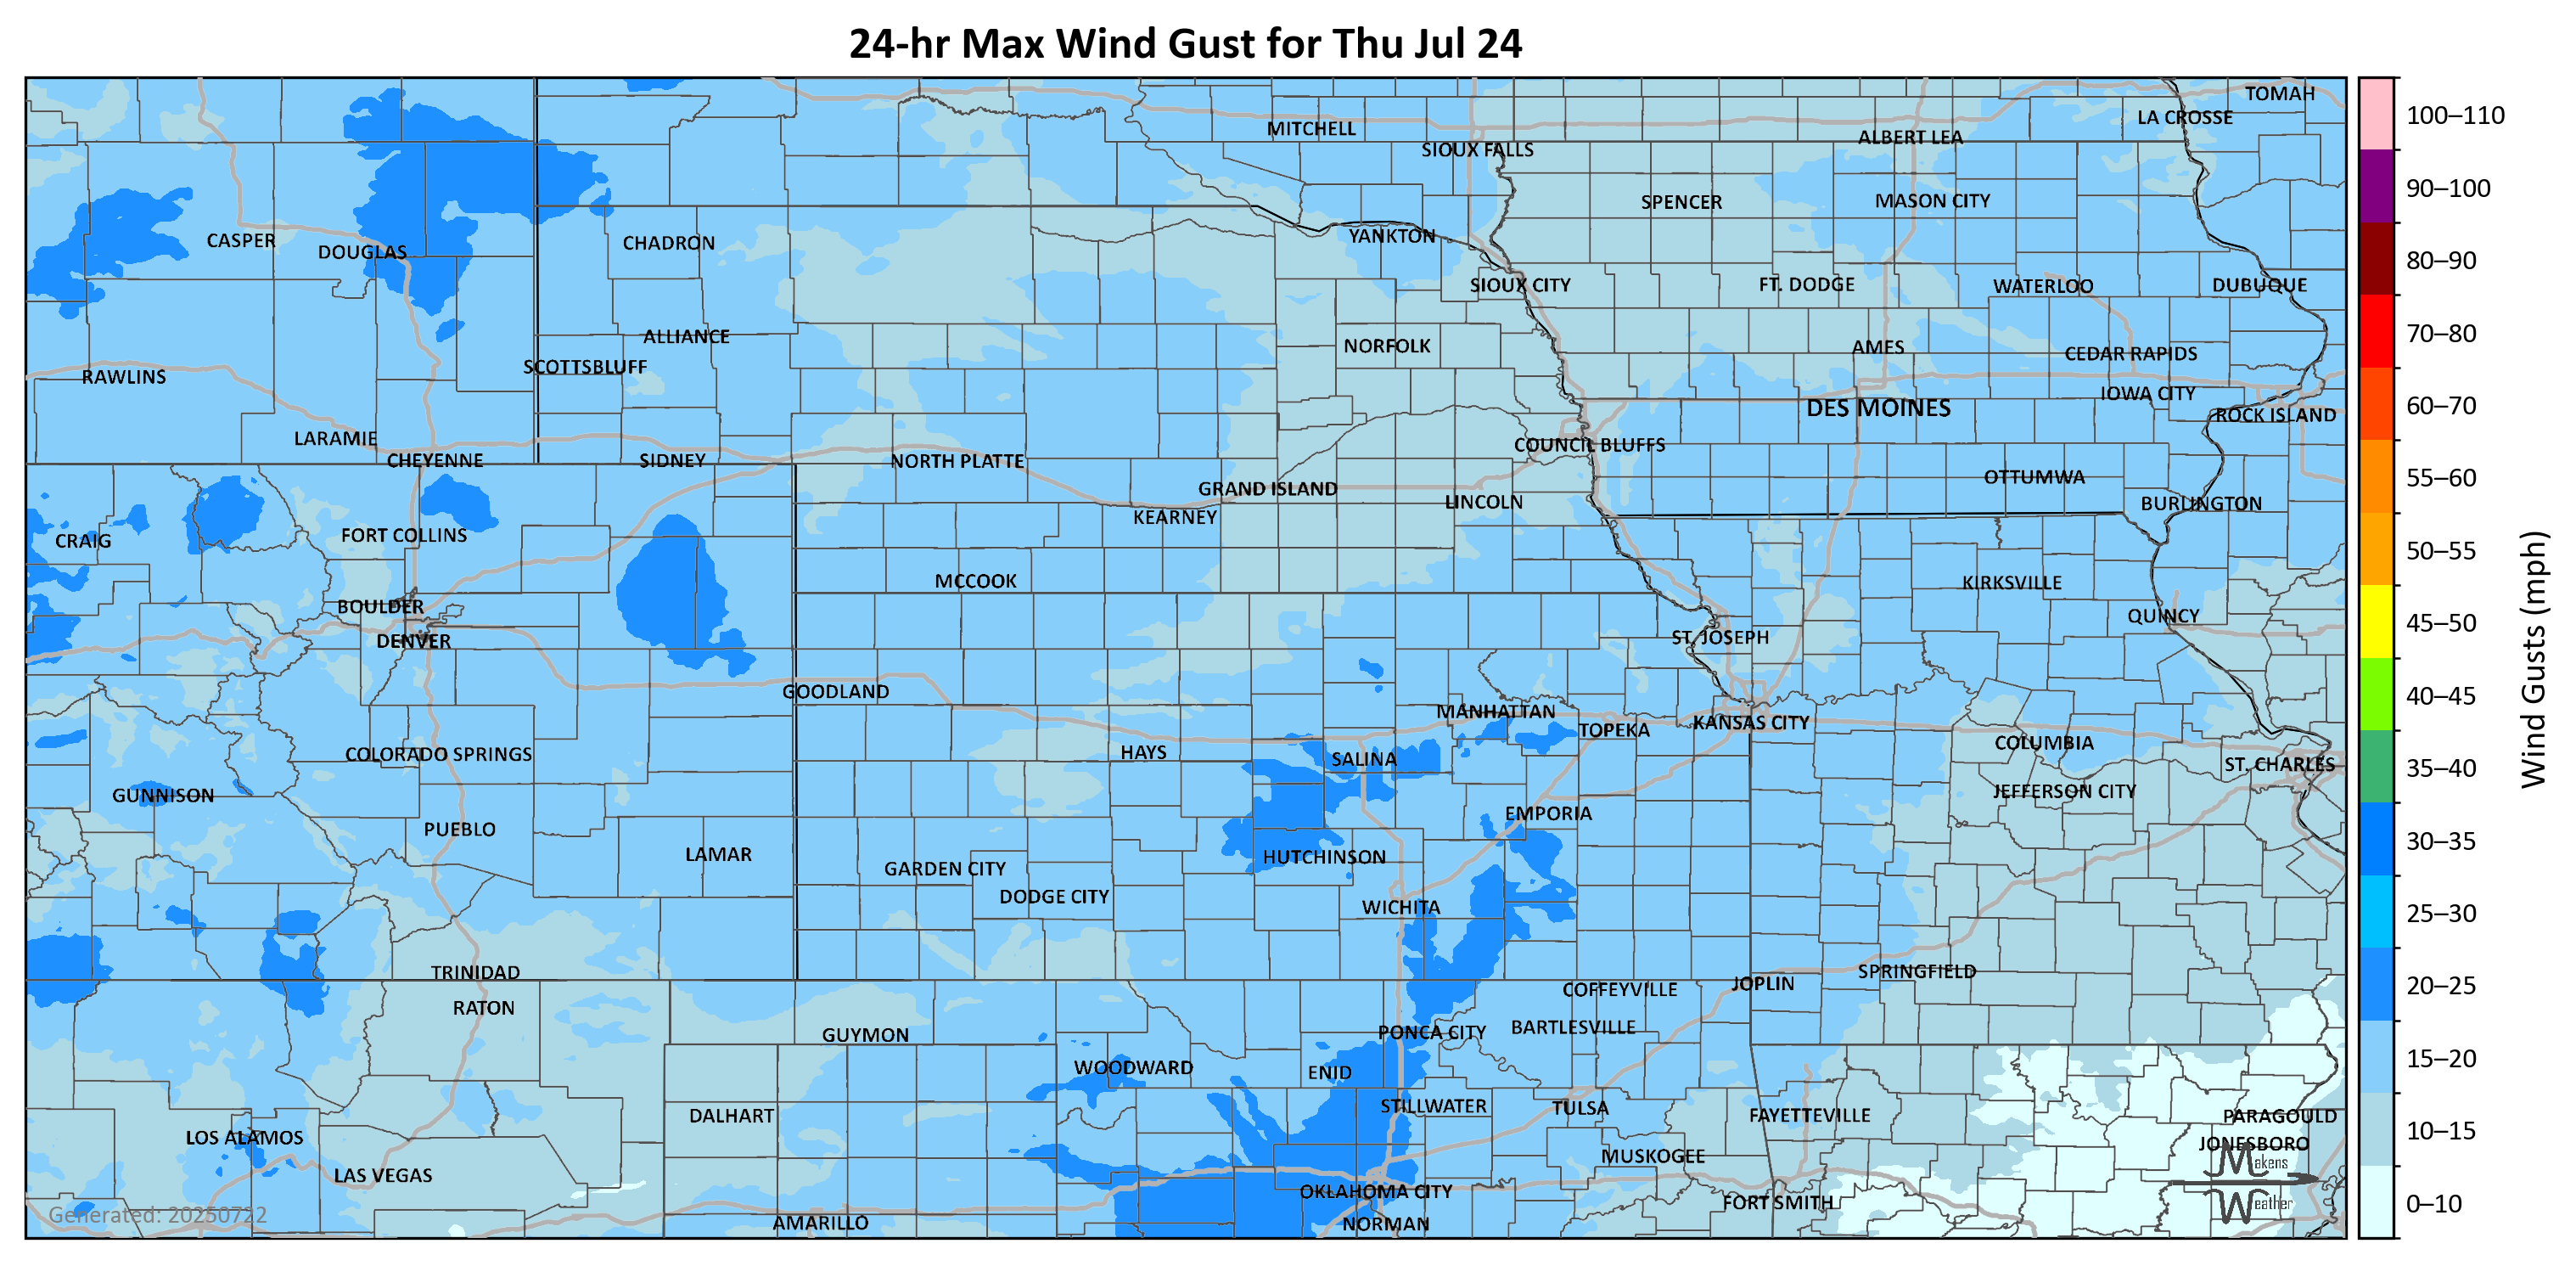 24-hr Max Wind Gust for Thu Jul 24
TOMAH
LA CROSSE
MITCHELL
ALBERT LEA
SIOUX FALLS
SPENCER
MASON CITY
YANKTON
CASPER
CHADRON
DOUGLAS
SIOUX CITY
FT. DODGE
WATERLOO
DUBUQUE
ALLIANCE
NORFOLK
AMES
CEDAR RAPIDS
SCOTTSBLUFF
RAWLINS
IOWA CITY
DES MOINES
ROCK ISLAND
LARAMIE
COUNCIL BLUFFS
CHEYENNE
SIDNEY
NORTH PLATTE
OTTUMWA
GRAND ISLAND
LINCOLN
BURLINGTON
KEARNEY
FORT COLLINS
CRAIG
MCCOOK
KIRKSVILLE
BOULDER
QUINCY
DENVER
ST. JOSEPH
GOODLAND
MANHATTAN
KANSAS CITY
TOPEKA
COLUMBIA
COLORADO SPRINGS
HAYS
SALINA
ST. CHARLES
GUNNISON
JEFFERSON CITY
EMPORIA
PUEBLO
LAMAR
HUTCHINSON
GARDEN CITY
DODGE CITY
WICHITA
TRINIDAD
SPRINGFIELD
JOPLIN
COFFEYVILLE
RATON
GUYMON
PONCA CITY
BARTLESVILLE
WOODWARD
ENID
STILLWATER
TULSA
DALHART
FAYETTEVILLE
PARAGOULD
LOS ALAMOS
JONESBORO
MUSKOGEE
LAS VEGAS
OKLAHOMA CITY
FORT SMITH
AMARILLO
NORMAN
Generated: 20250722
Makens
Weather
100–110
90–100
80–90
70–80
60–70
55–60
50–55
45–50
40–45
35–40
30–35
25–30
20–25
15–20
10–15
0–10
Wind Gusts (mph)